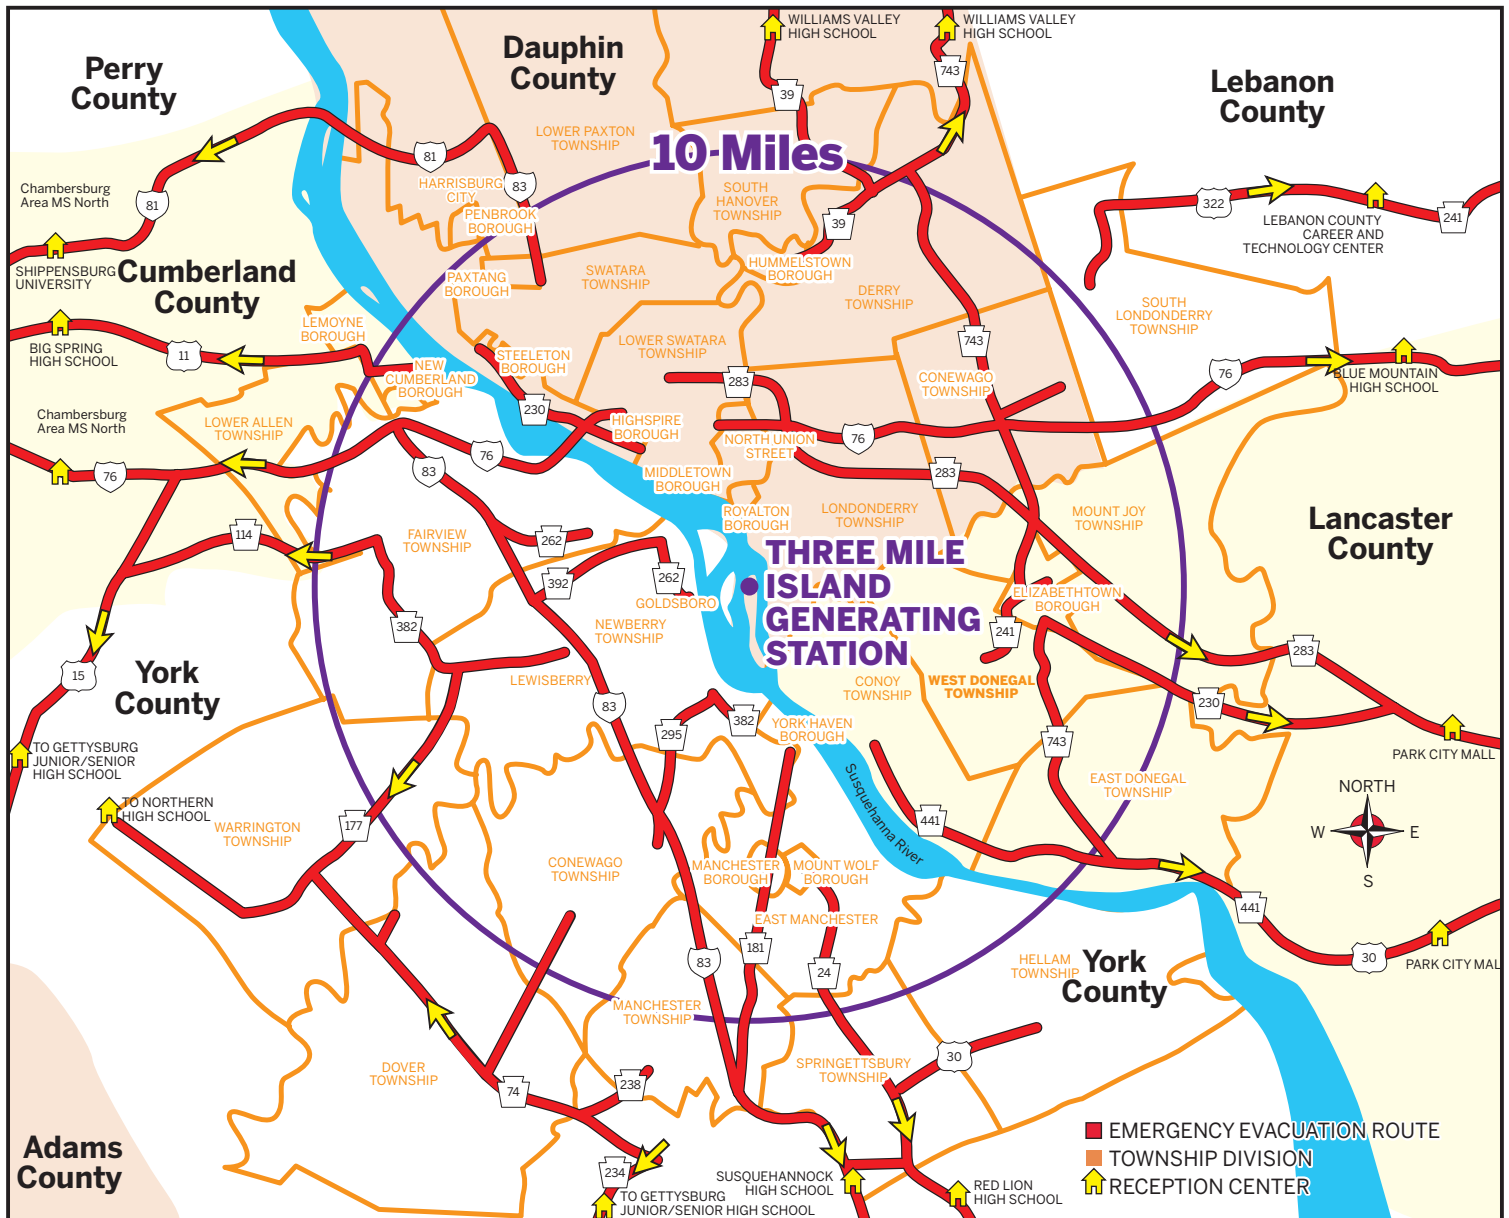 WILLIAMS VALLEY
HIGH SCHOOL
WILLIAMS VALLEY
HIGH SCHOOL
Perry
County
Dauphin
County
Lebanon
County
743
39
LOWER PAXTON
TOWNSHIP
10 Miles
81
83
HARRISBURG
CITY
PENBROOK
BOROUGH
SOUTH
HANOVER
TOWNSHIP
Chambersburg
Area MS North
81
322
241
39
LEBANON COUNTY
CAREER AND
TECHNOLOGY CENTER
SHIPPENSBURG
UNIVERSITY
Cumberland
County
PAXTANG
BOROUGH
SWATARA
TOWNSHIP
HUMMELSTOWN
BOROUGH
DERRY
TOWNSHIP
SOUTH
LONDONDERRY
TOWNSHIP
LEMOYNE
BOROUGH
BIG SPRING
HIGH SCHOOL
11
NEW
CUMBERLAND
BOROUGH
STEELETON
BOROUGH
LOWER SWATARA
TOWNSHIP
743
283
CONEWAGO
TOWNSHIP
76
BLUE MOUNTAIN
HIGH SCHOOL
Chambersburg
Area MS North
LOWER ALLEN
TOWNSHIP
230
HIGHSPIRE
BOROUGH
NORTH UNION
STREET
76
76
76
83
MIDDLETOWN
BOROUGH
283
ROYALTON
BOROUGH
LONDONDERRY
TOWNSHIP
MOUNT JOY
TOWNSHIP
Lancaster
County
114
FAIRVIEW
TOWNSHIP
262
392
262
GOLDSBORO
THREE MILE
ISLAND
GENERATING
STATION
ELIZABETHTOWN
BOROUGH
382
NEWBERRY
TOWNSHIP
241
283
15
York
County
LEWISBERRY
CONOY
TOWNSHIP
WEST DONEGAL
TOWNSHIP
83
295
382
YORK HAVEN
BOROUGH
230
743
TO GETTYSBURG
JUNIOR/SENIOR
HIGH SCHOOL
PARK CITY MALL
EAST DONEGAL
TOWNSHIP
NORTH
W
E
S
TO NORTHERN
HIGH SCHOOL
WARRINGTON
TOWNSHIP
177
Susquehanna River
441
CONEWAGO
TOWNSHIP
MANCHESTER
BOROUGH
MOUNT WOLF
BOROUGH
EAST MANCHESTER
441
83
181
24
HELLAM
TOWNSHIP
York
County
30
PARK CITY MAL
MANCHESTER
TOWNSHIP
DOVER
TOWNSHIP
74
238
SPRINGETTSBURY
TOWNSHIP
30
EMERGENCY EVACUATION ROUTE
TOWNSHIP DIVISION
RECEPTION CENTER
Adams
County
234
SUSQUEHANNOCK
HIGH SCHOOL
RED LION
HIGH SCHOOL
TO GETTYSBURG
JUNIOR/SENIOR HIGH SCHOOL